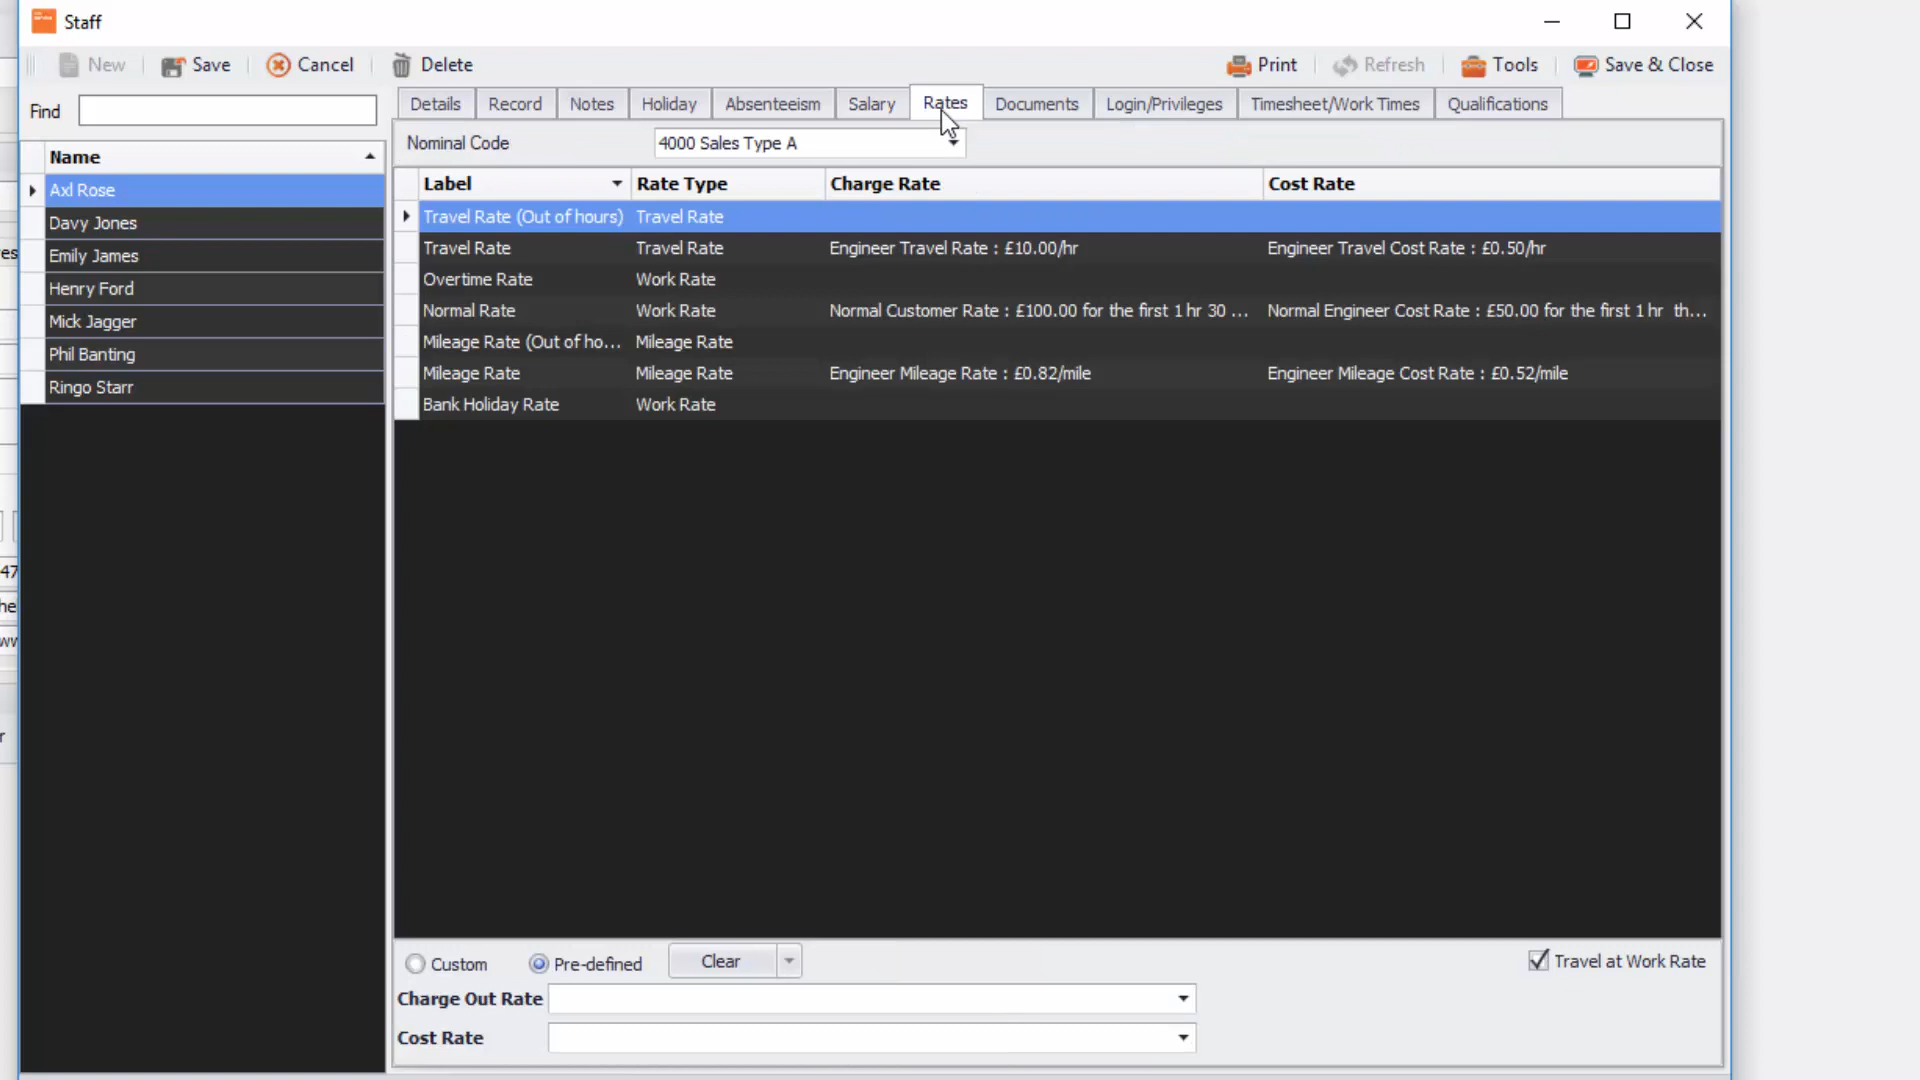 Staff
New Save Cancel Delete Print Refresh Tools Save & Close
Find
Details Record Notes Holiday Absenteeism Salary Rates Documents Login/Privileges Timesheet/Work Times Qualifications
Nominal Code 4000 Sales Type A
Name
Axl Rose
Davy Jones
Emily James
Henry Ford
Mick Jagger
Phil Banting
Ringo Starr
Label Rate Type Charge Rate Cost Rate
Travel Rate (Out of hours) Travel Rate
Travel Rate Travel Rate Engineer Travel Rate : £10.00/hr Engineer Travel Cost Rate : £0.50/hr
Overtime Rate Work Rate
Normal Rate Work Rate Normal Customer Rate : £100.00 for the first 1 hr 30 ... Normal Engineer Cost Rate : £50.00 for the first 1 hr th...
Mileage Rate (Out of ho... Mileage Rate
Mileage Rate Mileage Rate Engineer Mileage Rate : £0.82/mile Engineer Mileage Cost Rate : £0.52/mile
Bank Holiday Rate Work Rate
Custom Pre-defined Clear Travel at Work Rate
Charge Out Rate
Cost Rate